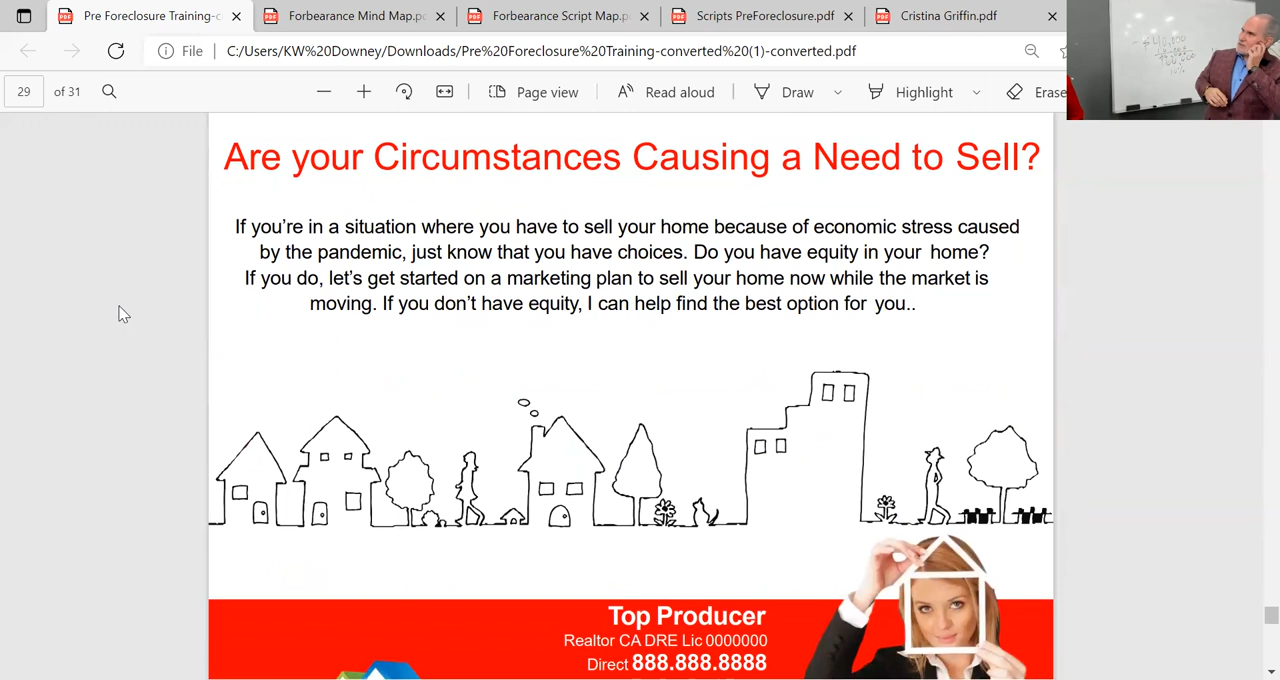 Pre Foreclosure Training-c
Forbearance Mind Map.p
Forbearance Script Map.p
Scripts PreForeclosure.pdf
Cristina Griffin.pdf
File
C:/Users/KW%20Downey/Downloads/Pre%20Foreclosure%20Training-converted%20(1)-converted.pdf
29 of 31
Page view
Read aloud
Draw
Highlight
Erase
Are your Circumstances Causing a Need to Sell?
If you're in a situation where you have to sell your home because of economic stress caused
by the pandemic, just know that you have choices. Do you have equity in your home?
If you do, let's get started on a marketing plan to sell your home now while the market is
moving. If you don't have equity, I can help find the best option for you..
Top Producer
Realtor CA DRE Lic 0000000
Direct 888.888.8888